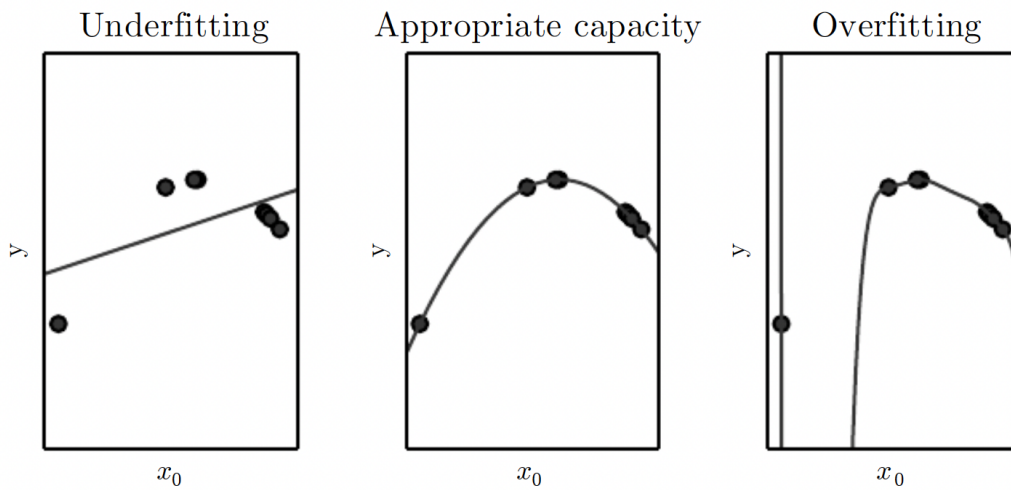 Underfitting
Appropriate capacity
Overfitting
y
y
y
x₀
x₀
x₀